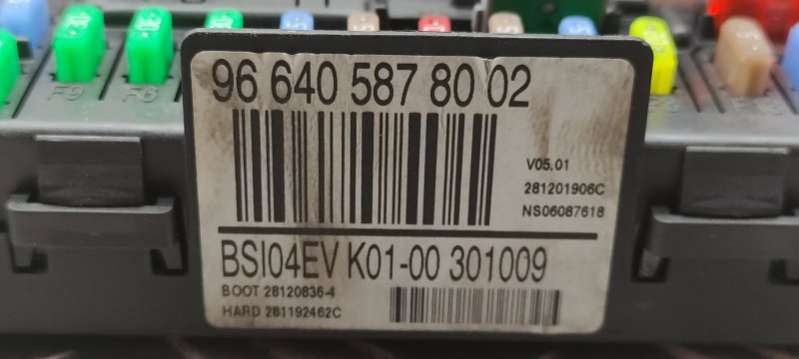 F9 F8
96 640 587 80 02
V05.01
281201906C
NS06087618
BSI04EV K01-00 301009
BOOT 28120836-4
HARD 281192462C